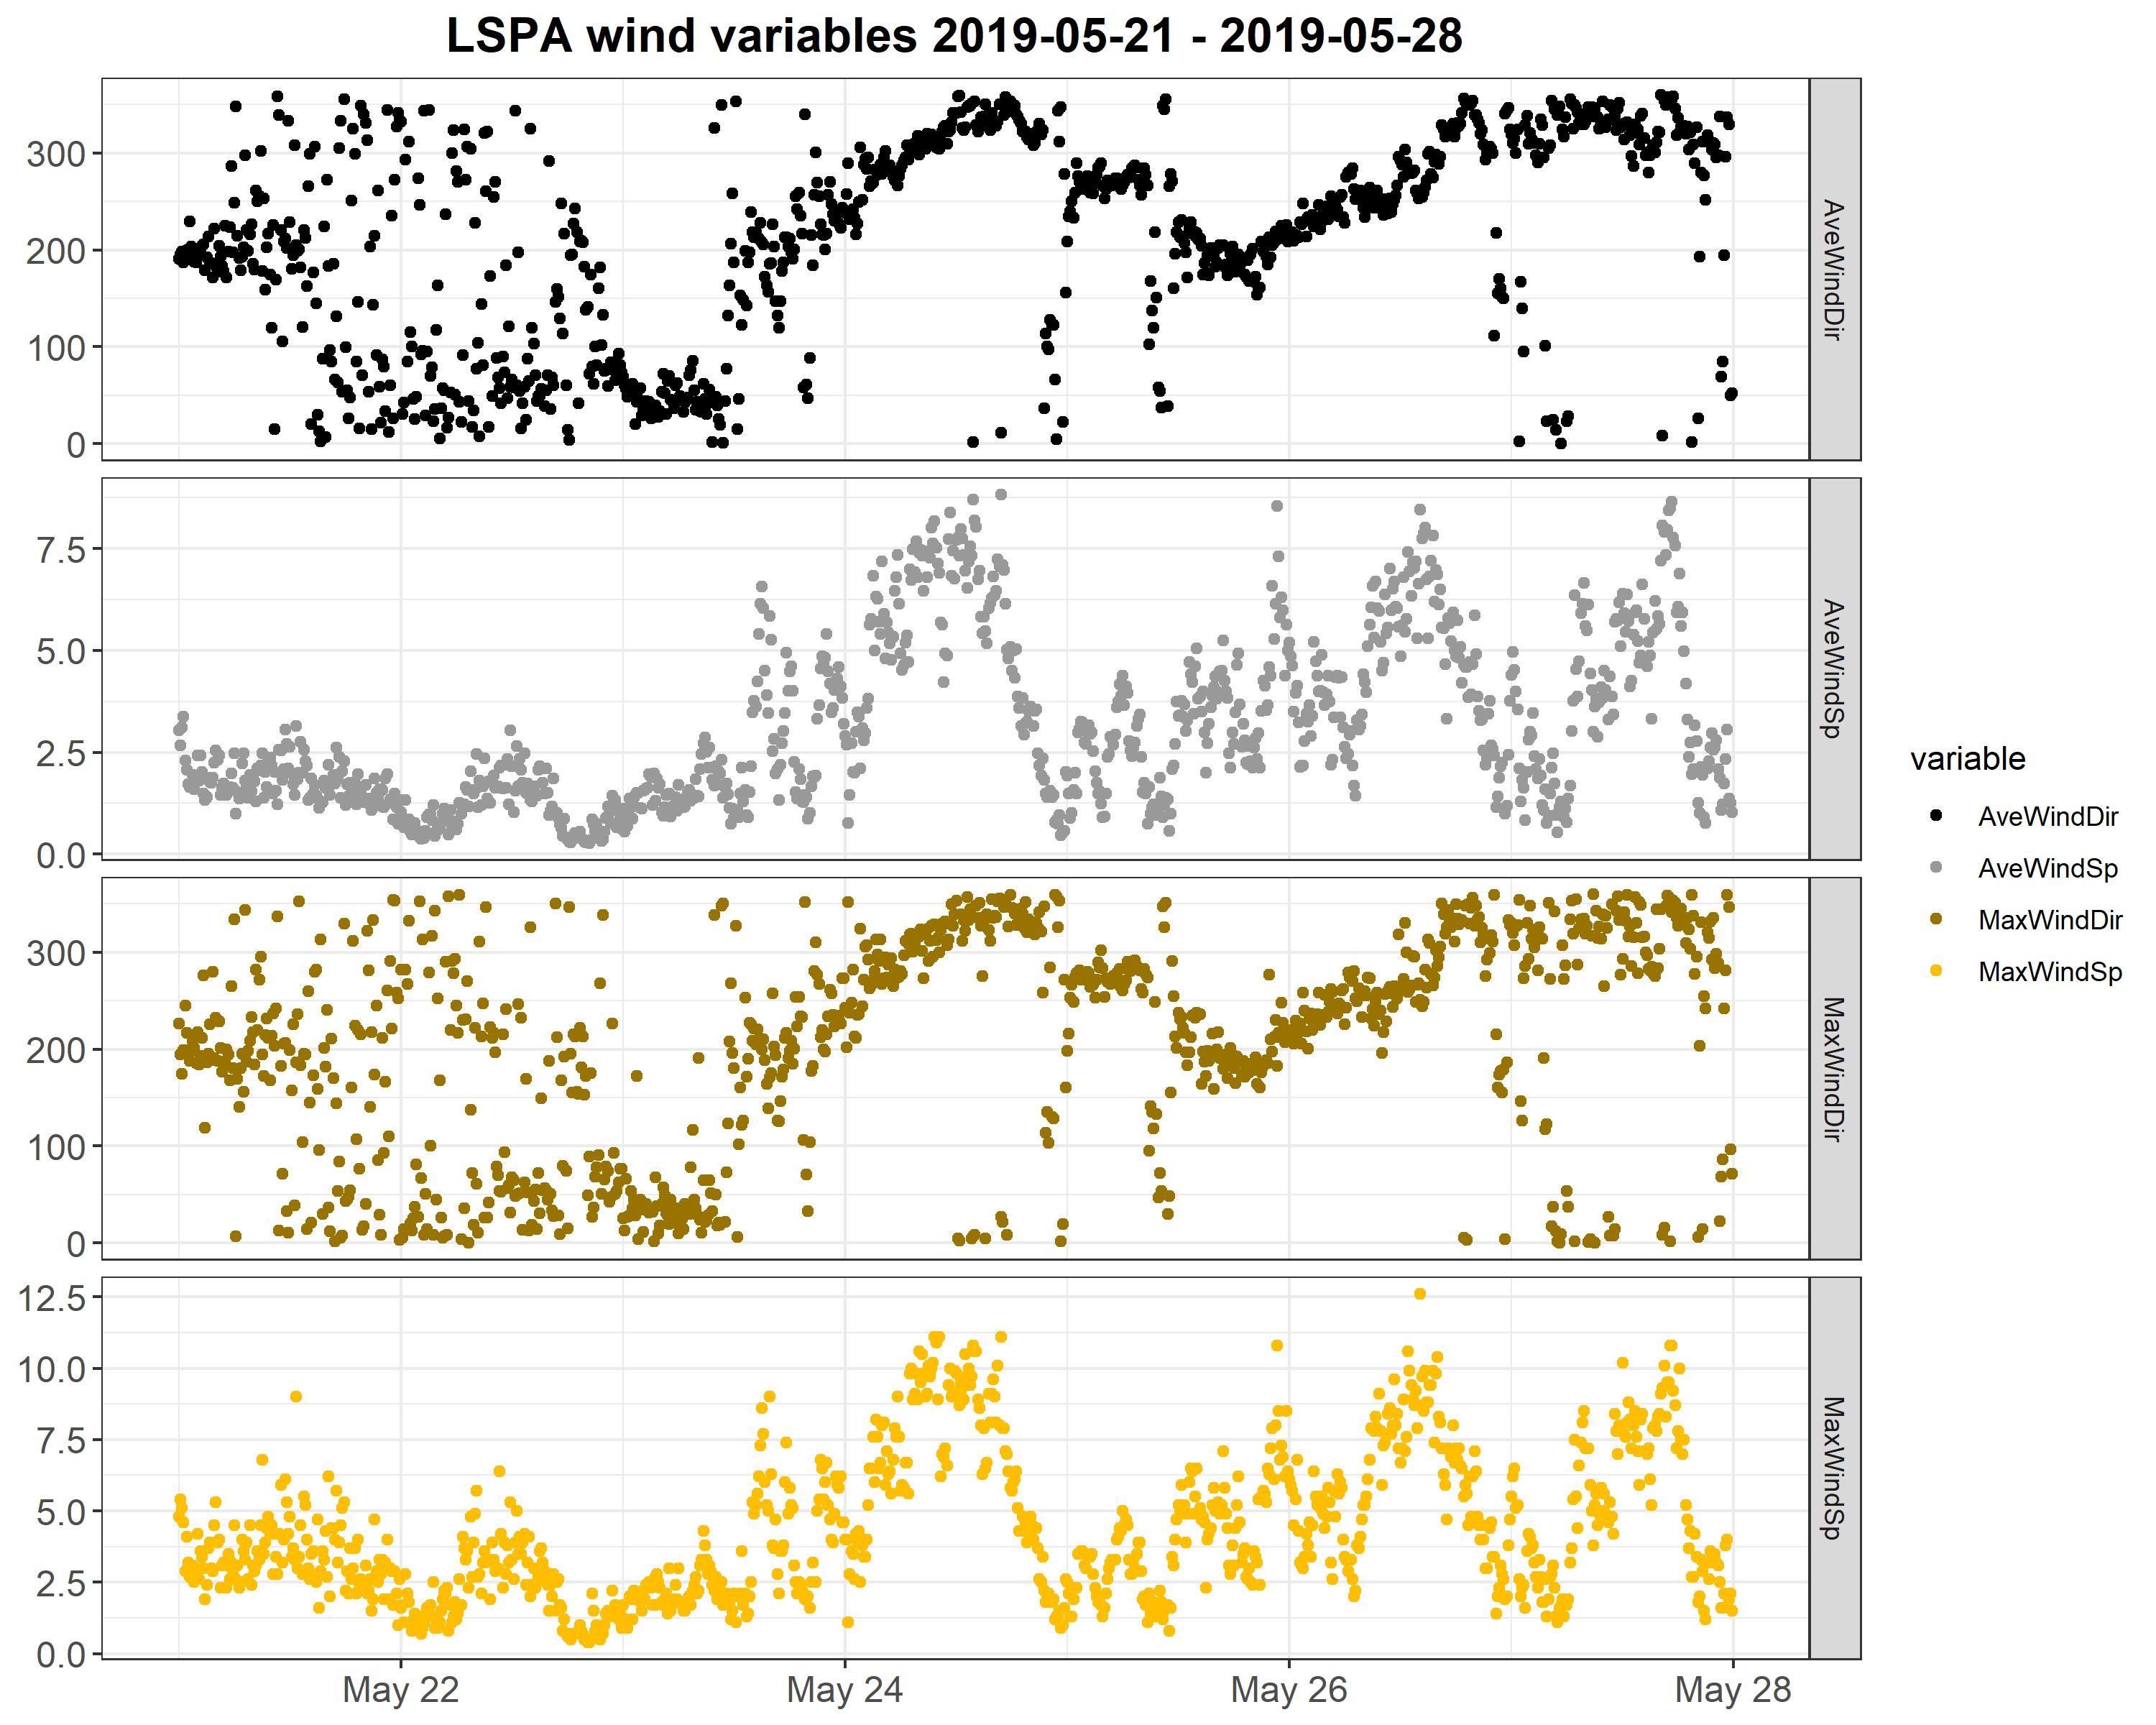 LSPA wind variables 2019-05-21 - 2019-05-28
300
200
100
0
AveWindDir
7.5
5.0
2.5
0.0
AveWindSp
300
200
100
0
MaxWindDir
12.5
10.0
7.5
5.0
2.5
0.0
MaxWindSp
May 22 May 24 May 26 May 28
variable
AveWindDir
AveWindSp
MaxWindDir
MaxWindSp